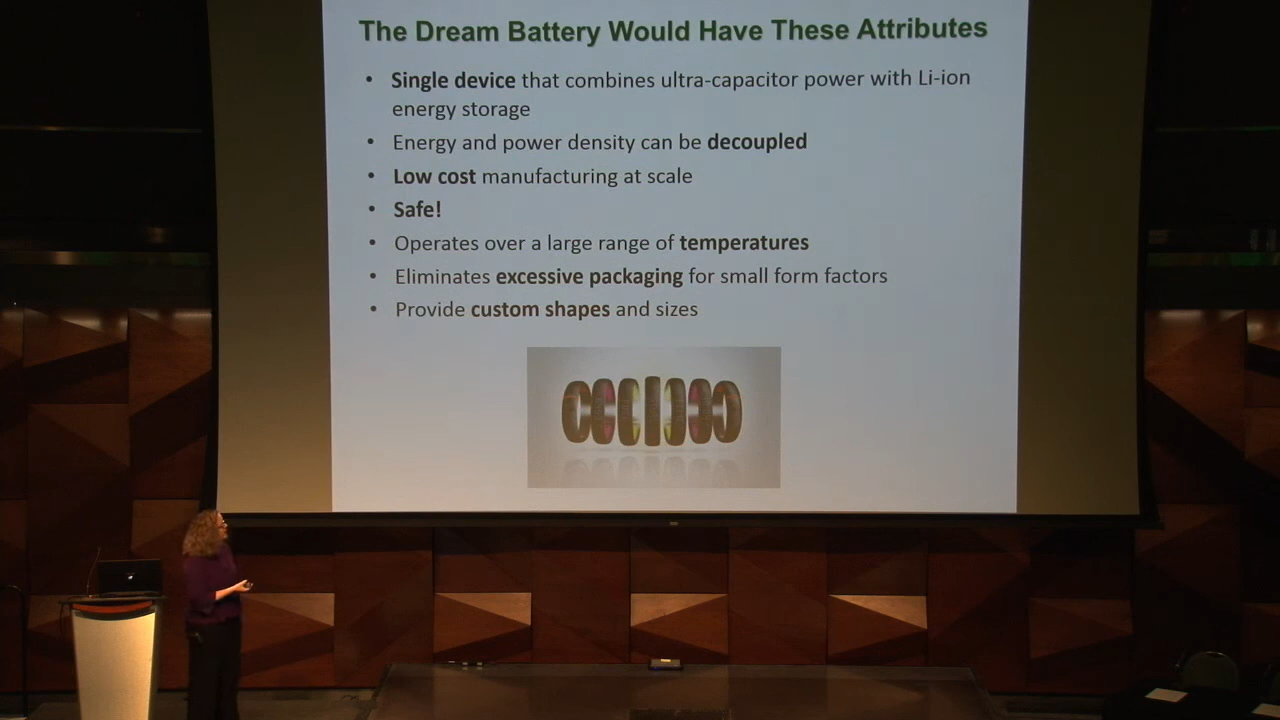 The Dream Battery Would Have These Attributes
• Single device that combines ultra-capacitor power with Li-ion
energy storage
• Energy and power density can be decoupled
• Low cost manufacturing at scale
• Safe!
• Operates over a large range of temperatures
• Eliminates excessive packaging for small form factors
• Provide custom shapes and sizes